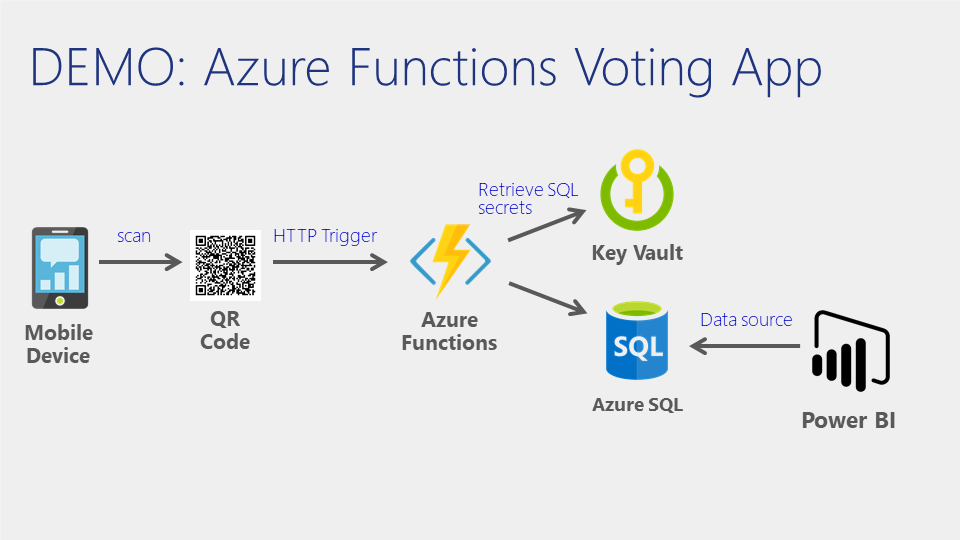 DEMO: Azure Functions Voting App
Retrieve SQL
secrets
scan
HTTP Trigger
Key Vault
Mobile
Device
QR
Code
Azure
Functions
SQL
Data source
Azure SQL
Power BI